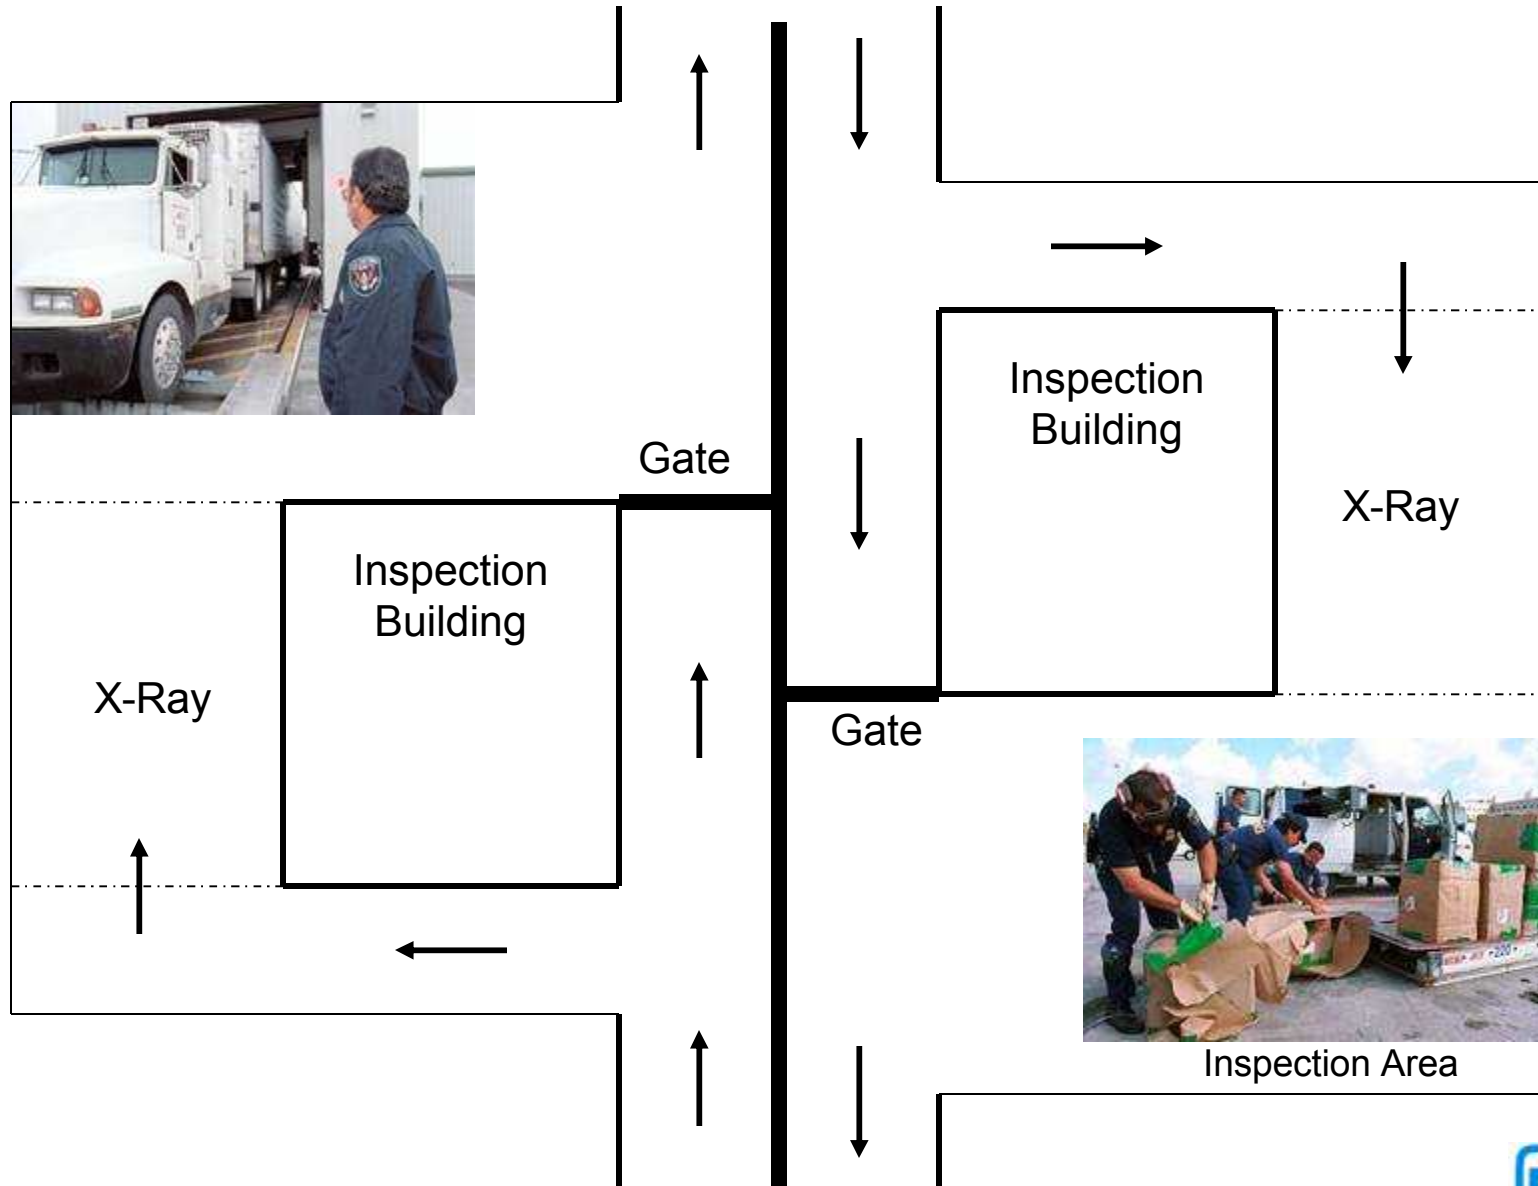 Inspection
Building
Gate
X-Ray
Inspection
Building
X-Ray
Gate
Inspection Area